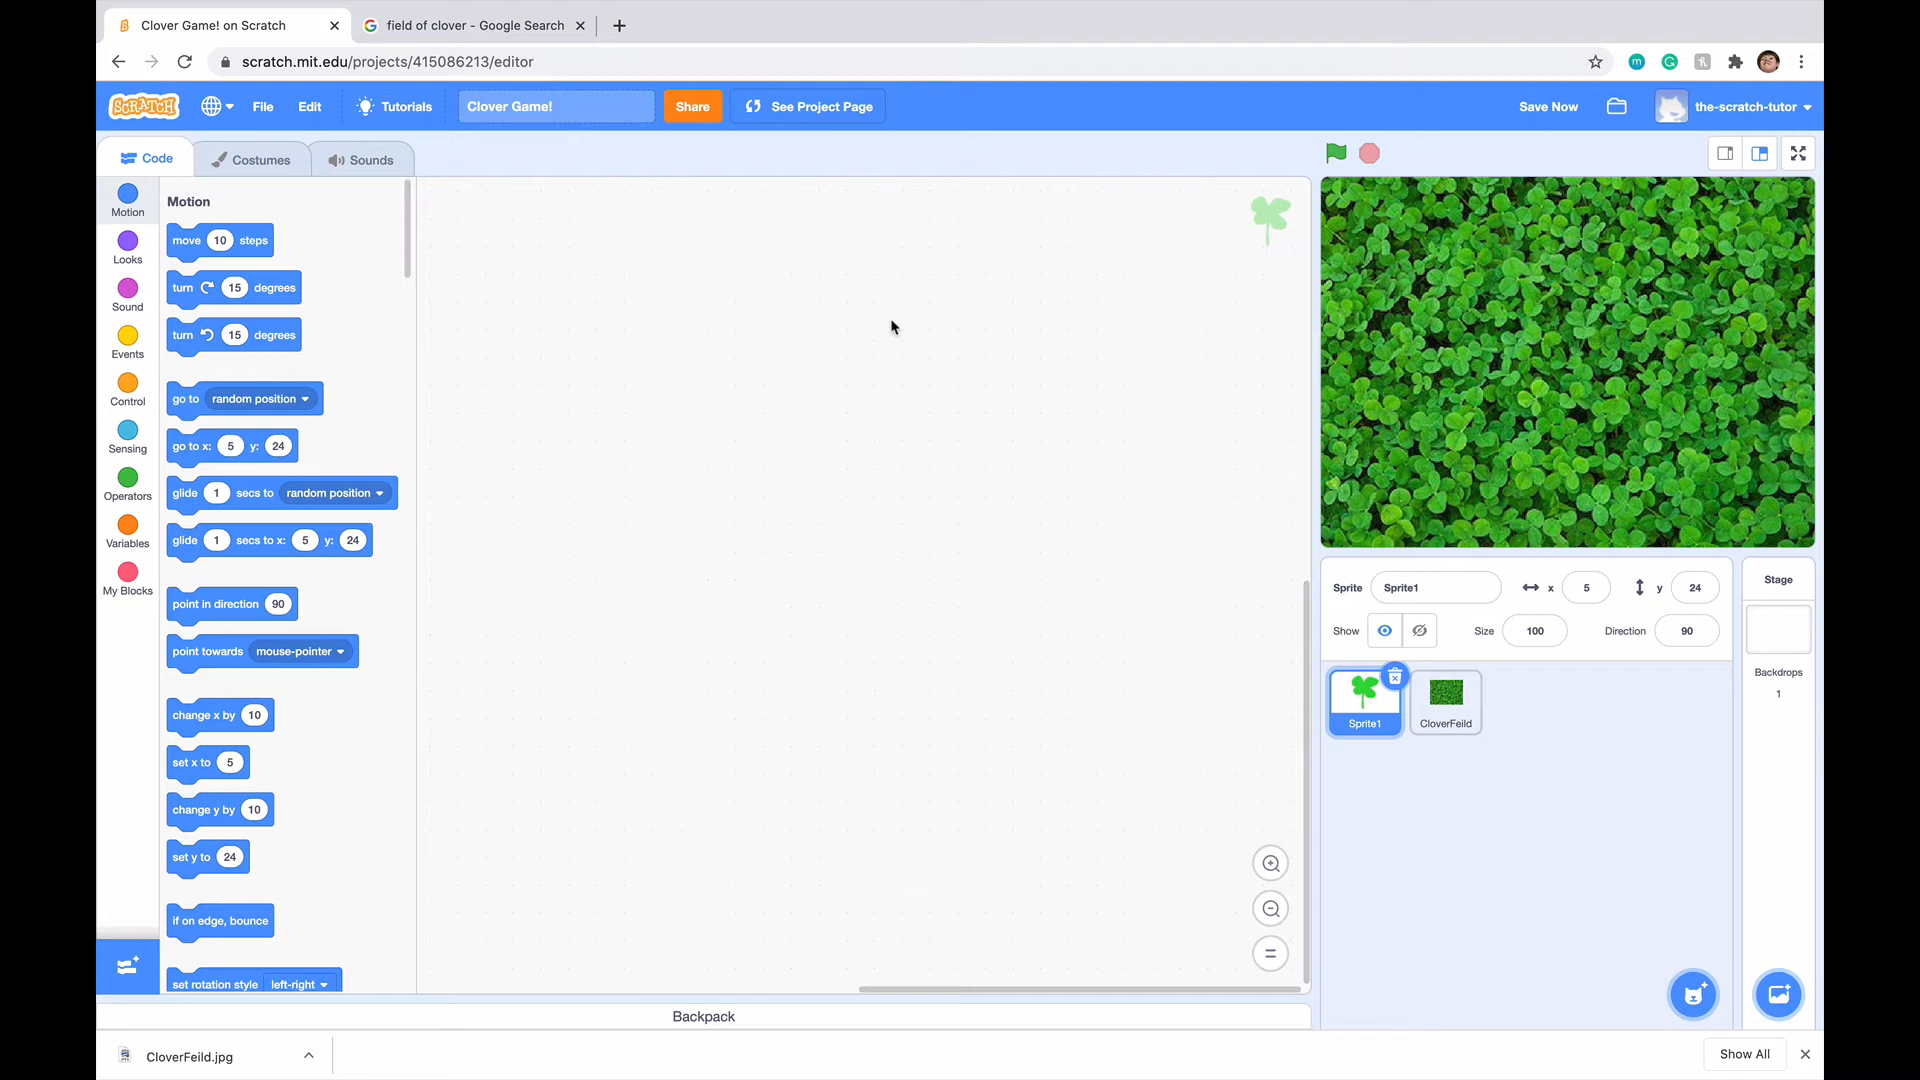 Clover Game! on Scratch
field of clover - Google Search
scratch.mit.edu/projects/415086213/editor
SCRATCH
File
Edit
Tutorials
Clover Game!
Share
See Project Page
Save Now
the-scratch-tutor
Code
Costumes
Sounds
Motion
Looks
Sound
Events
Control
Sensing
Operators
Variables
My Blocks
Motion
move 10 steps
turn 15 degrees
turn 15 degrees
go to random position
go to x: 5 y: 24
glide 1 secs to random position
glide 1 secs to x: 5 y: 24
point in direction 90
point towards mouse-pointer
change x by 10
set x to 5
change y by 10
set y to 24
if on edge, bounce
set rotation style left-right
Sprite Sprite1 x 5 y 24
Show Size 100 Direction 90
Sprite1
CloverFeild
Stage
Backdrops
1
Backpack
CloverFeild.jpg
Show All